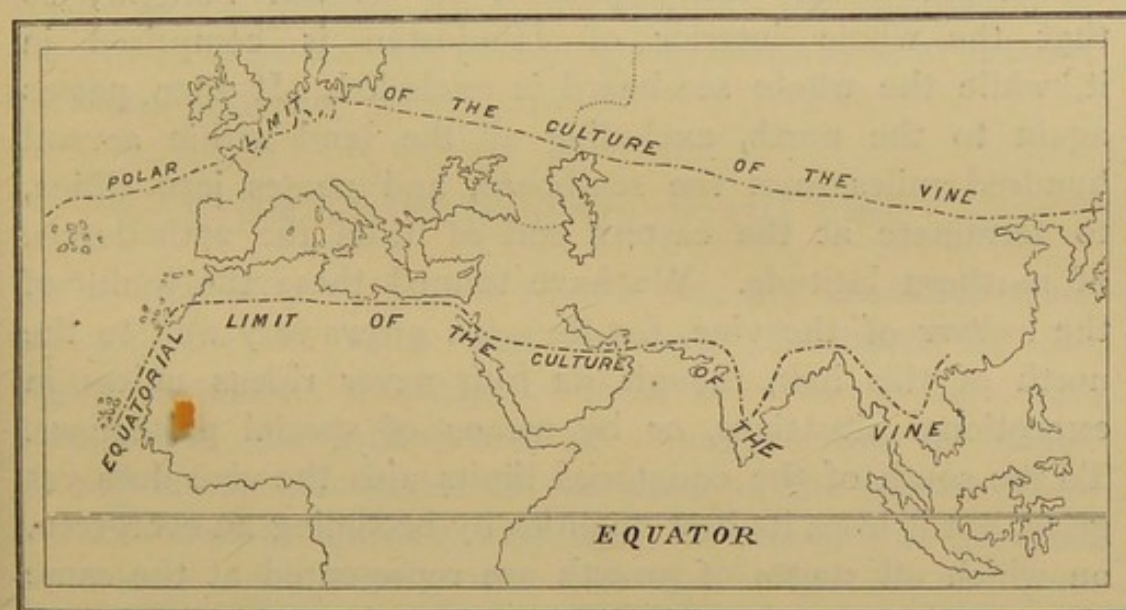 POLAR LIMIT OF THE CULTURE OF THE VINE
EQUATORIAL LIMIT OF THE CULTURE OF THE VINE
EQUATOR